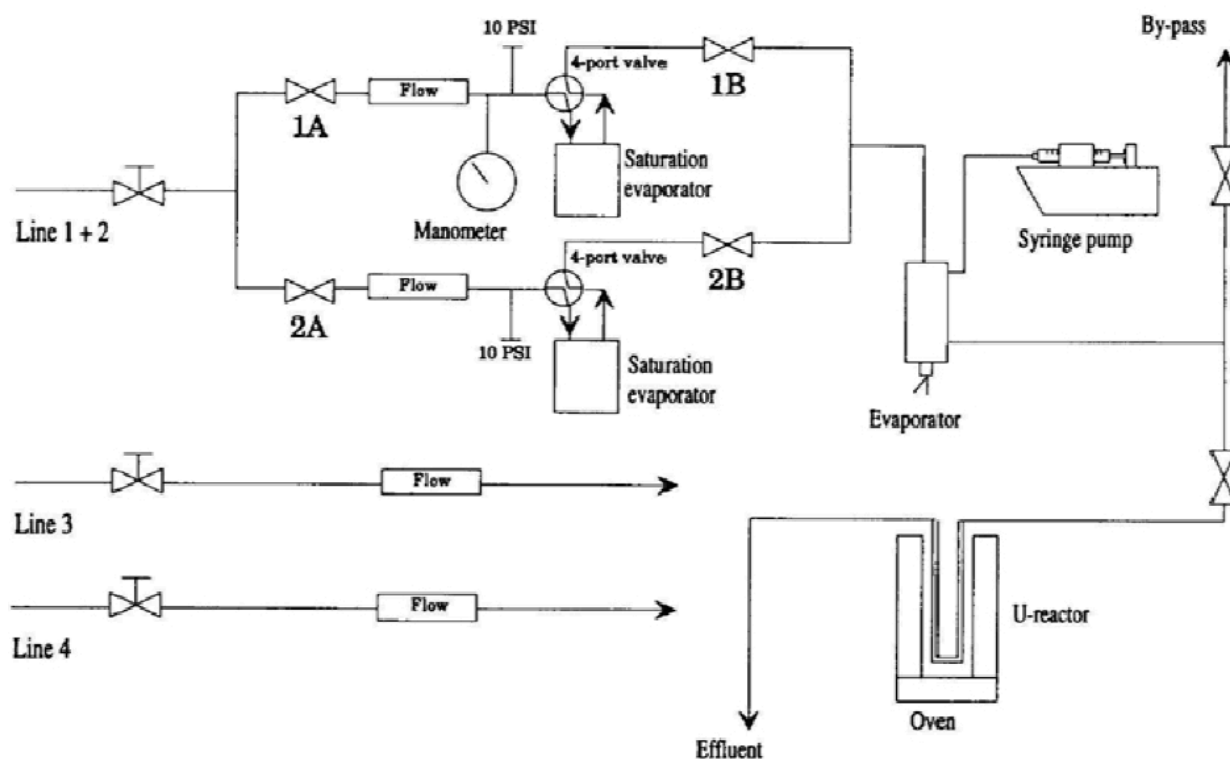 10 PSI
By-pass
4-port valve
1B
Flow
1A
Saturation
evaporator
Manometer
Line 1 + 2
Syringe pump
4-port valve
2B
Flow
2A
10 PSI
Saturation
evaporator
Evaporator
Flow
Line 3
Flow
Line 4
U-reactor
Oven
Effluent